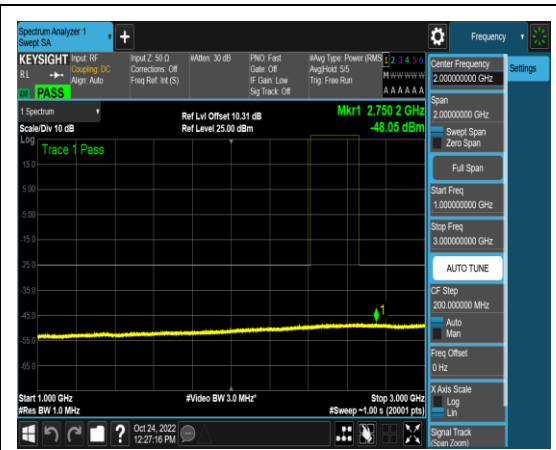 Spectrum Analyzer 1
Swept SA
+
Frequency
KEYSIGHT
RL
Input: RF
Coupling: DC
Align: Auto
Input Z: 50 Ω
Corrections: Off
Freq Ref: Int (S)
#Atten: 30 dB
PNO: Fast
Gate: Off
IF Gain: Low
Sig Track: Off
#Avg Type: Power (RMS
Avg|Hold: 5/5
Trig: Free Run
1 2 3 4 5 6
M W W W W W
A A A A A A
PASS
1 Spectrum
Scale/Div 10 dB
Log
Ref Lvl Offset 10.31 dB
Ref Level 25.00 dBm
Mkr1 2.750 2 GHz
-48.05 dBm
Trace 1 Pass
15.0
5.00
-5.00
-15.0
-25.0
-35.0
-45.0
-55.0
-65.0
1
Start 1.000 GHz
#Res BW 1.0 MHz
#Video BW 3.0 MHz*
Stop 3.000 GHz
#Sweep ~1.00 s (20001 pts)
Oct 24, 2022
12:27:16 PM
?
Center Frequency
2.000000000 GHz
Settings
Span
2.00000000 GHz
Swept Span
Zero Span
Full Span
Start Freq
1.000000000 GHz
Stop Freq
3.000000000 GHz
AUTO TUNE
CF Step
200.000000 MHz
Auto
Man
Freq Offset
0 Hz
X Axis Scale
Log
Lin
Signal Track
(Span Zoom)